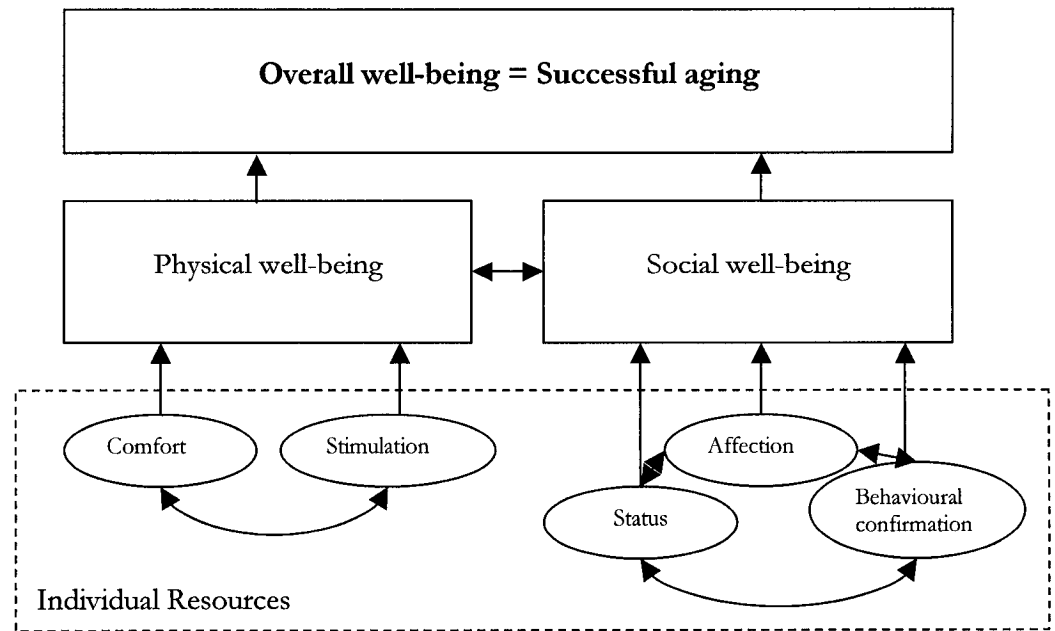 Overall well-being = Successful aging
Physical well-being
Social well-being
Comfort
Stimulation
Affection
Status
Behavioural
confirmation
Individual Resources